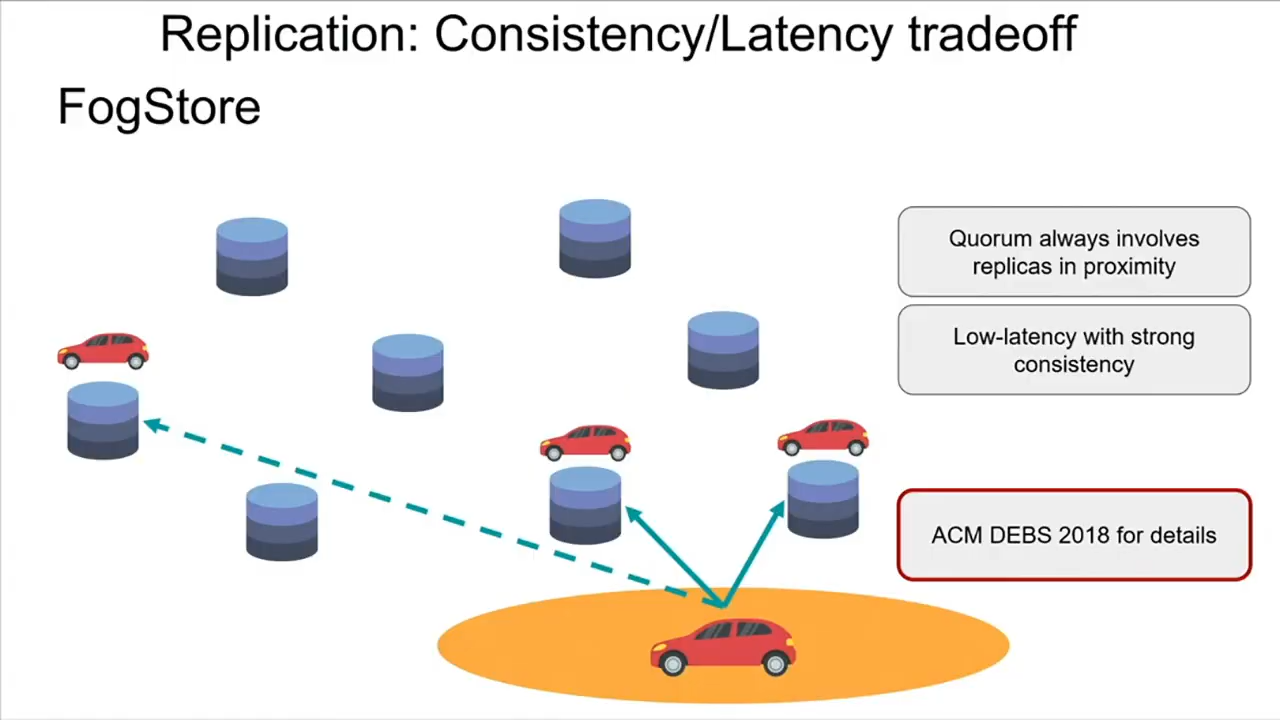 Replication: Consistency/Latency tradeoff
FogStore
Quorum always involves
replicas in proximity
Low-latency with strong
consistency
ACM DEBS 2018 for details